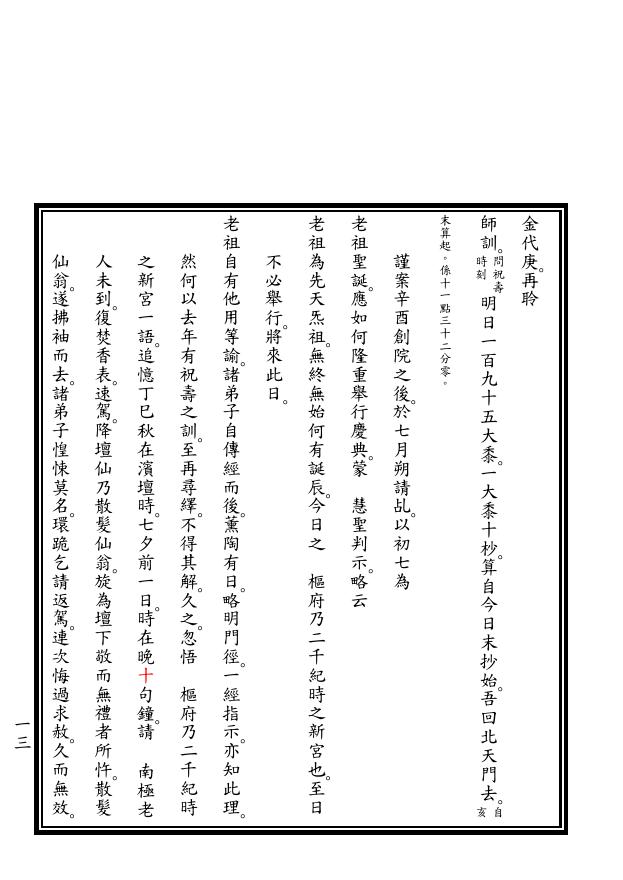 金代庚。再聆
師訓。問祝壽時刻 明日一百九十五大黍。一大黍十杪。算自今日末抄始。吾回北天門去。自亥
末算起。係十一點三十二分零。
謹案辛酉創院之後。於七月朔請乩。以初七為
老祖聖誕。應如何隆重舉行慶典。蒙 慧聖判示。略云
老祖為先天炁祖。無終無始何有誕辰。今日之 樞府乃二千紀時之新宮也。至日
不必舉行。將來此日。
老祖自有他用等諭。諸弟子自傳經而後。薰陶有日。略明門徑。一經指示。亦知此理。
然何以去年有祝壽之訓。至再尋繹。不得其解。久之。忽悟 樞府乃二千紀時
之新宮一語。追憶丁巳秋在濱壇時。七夕前一日。時在晚十句鐘。請 南極老
人未到。復焚香表。速駕。降壇仙乃散髮仙翁。旋為壇下敬而無禮者所忤。散髮
仙翁。遂拂袖而去。諸弟子惶悚莫名。環跪乞請返駕。連次悔過求赦。久而無效。
一三